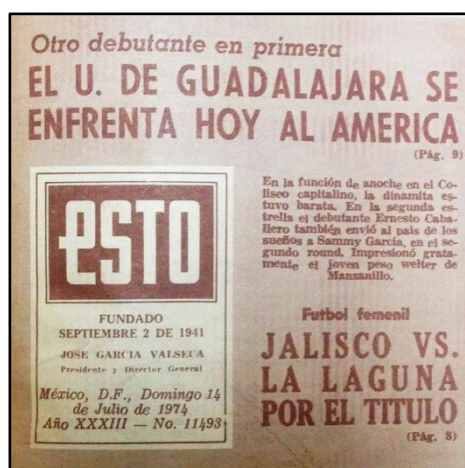 Otro debutante en primera
EL U. DE GUADALAJARA SE
ENFRENTA HOY AL AMERICA
(Pág. 9)
esto
FUNDADO
SEPTIEMBRE 2 DE 1941
JOSE GARCIA VALSECA
Presidente y Director General
México, D.F., Domingo 14
de Julio de 1974
Año XXXIII — No. 11493
En la función de anoche en el Co-
liseo capitalino, la dinamita es-
tuvo barata. En la segunda es-
trella el debutante Ernesto Caba-
llero también envió al país de los
sueños a Sammy García, en el se-
gundo round. Impresionó grata-
mente el joven peso welter de
Manzanillo.
Futbol femenil
JALISCO VS.
LA LAGUNA
POR EL TITULO
(Pág. 8)